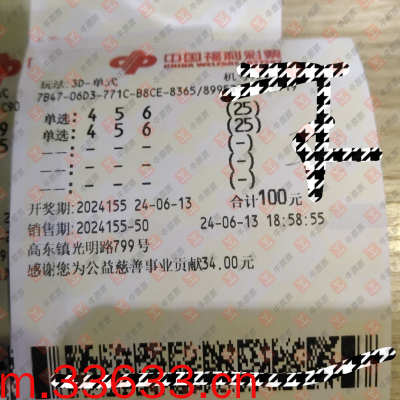 中国福利彩票
CHINA WELFARE
玩法:3D-单式
7B47-06D3-771C-B8CE-8365/899
单选: 4 5 6 (25)
单选: 4 5 6 (25)
--: -- -- -- (-)
--: -- -- -- (-)
--: -- -- -- (-)
开奖期:2024155 24-06-13 合计100元
销售期:2024155-50 24-06-13 18:58:55
高东镇光明路799号
感谢您为公益慈善事业贡献34.00元
m.33633.cn